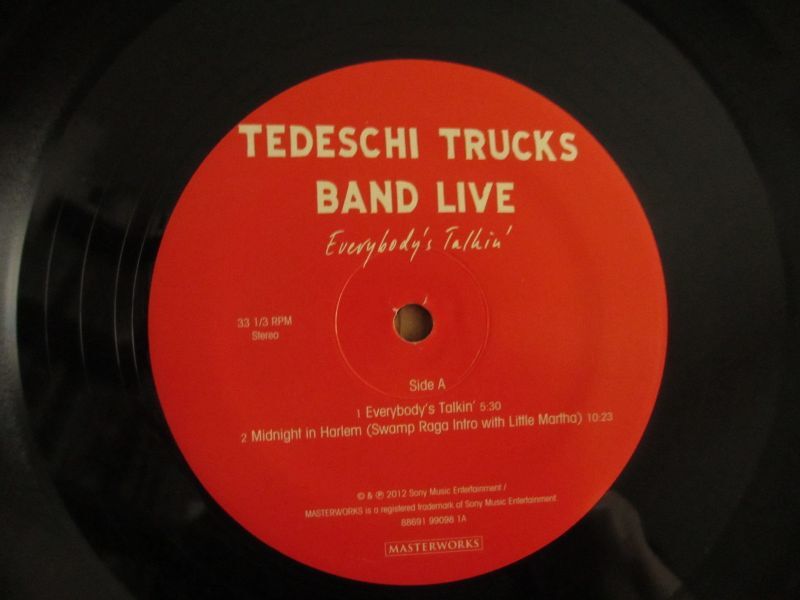 TEDESCHI TRUCKS
BAND LIVE
Everybody's Talkin'
33 1/3 RPM
Stereo
Side A
1 Everybody's Talkin' 5:30
2 Midnight in Harlem (Swamp Raga Intro with Little Martha) 10:23
© & ℗ 2012 Sony Music Entertainment /
MASTERWORKS is a registered trademark of Sony Music Entertainment
88691 99098 1A
MASTERWORKS